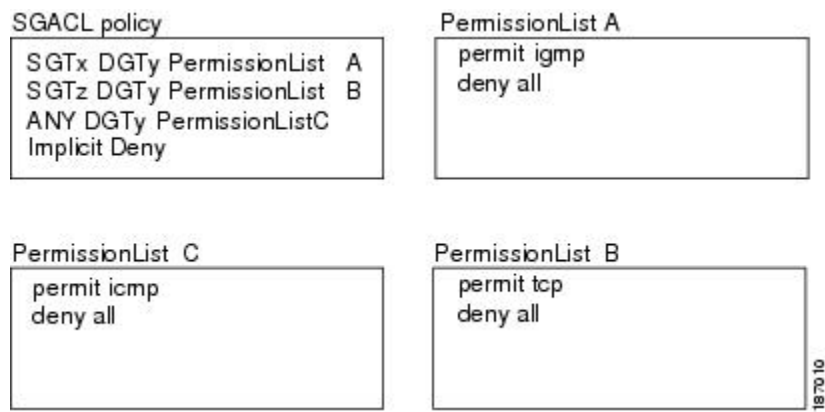 SGACL policy
SGTx DGTy PermissionList A
SGTz DGTy PermissionList B
ANY DGTy PermissionListC
Implicit Deny
PermissionList A
permit igmp
deny all
PermissionList C
permit icmp
deny all
PermissionList B
permit tcp
deny all
187010